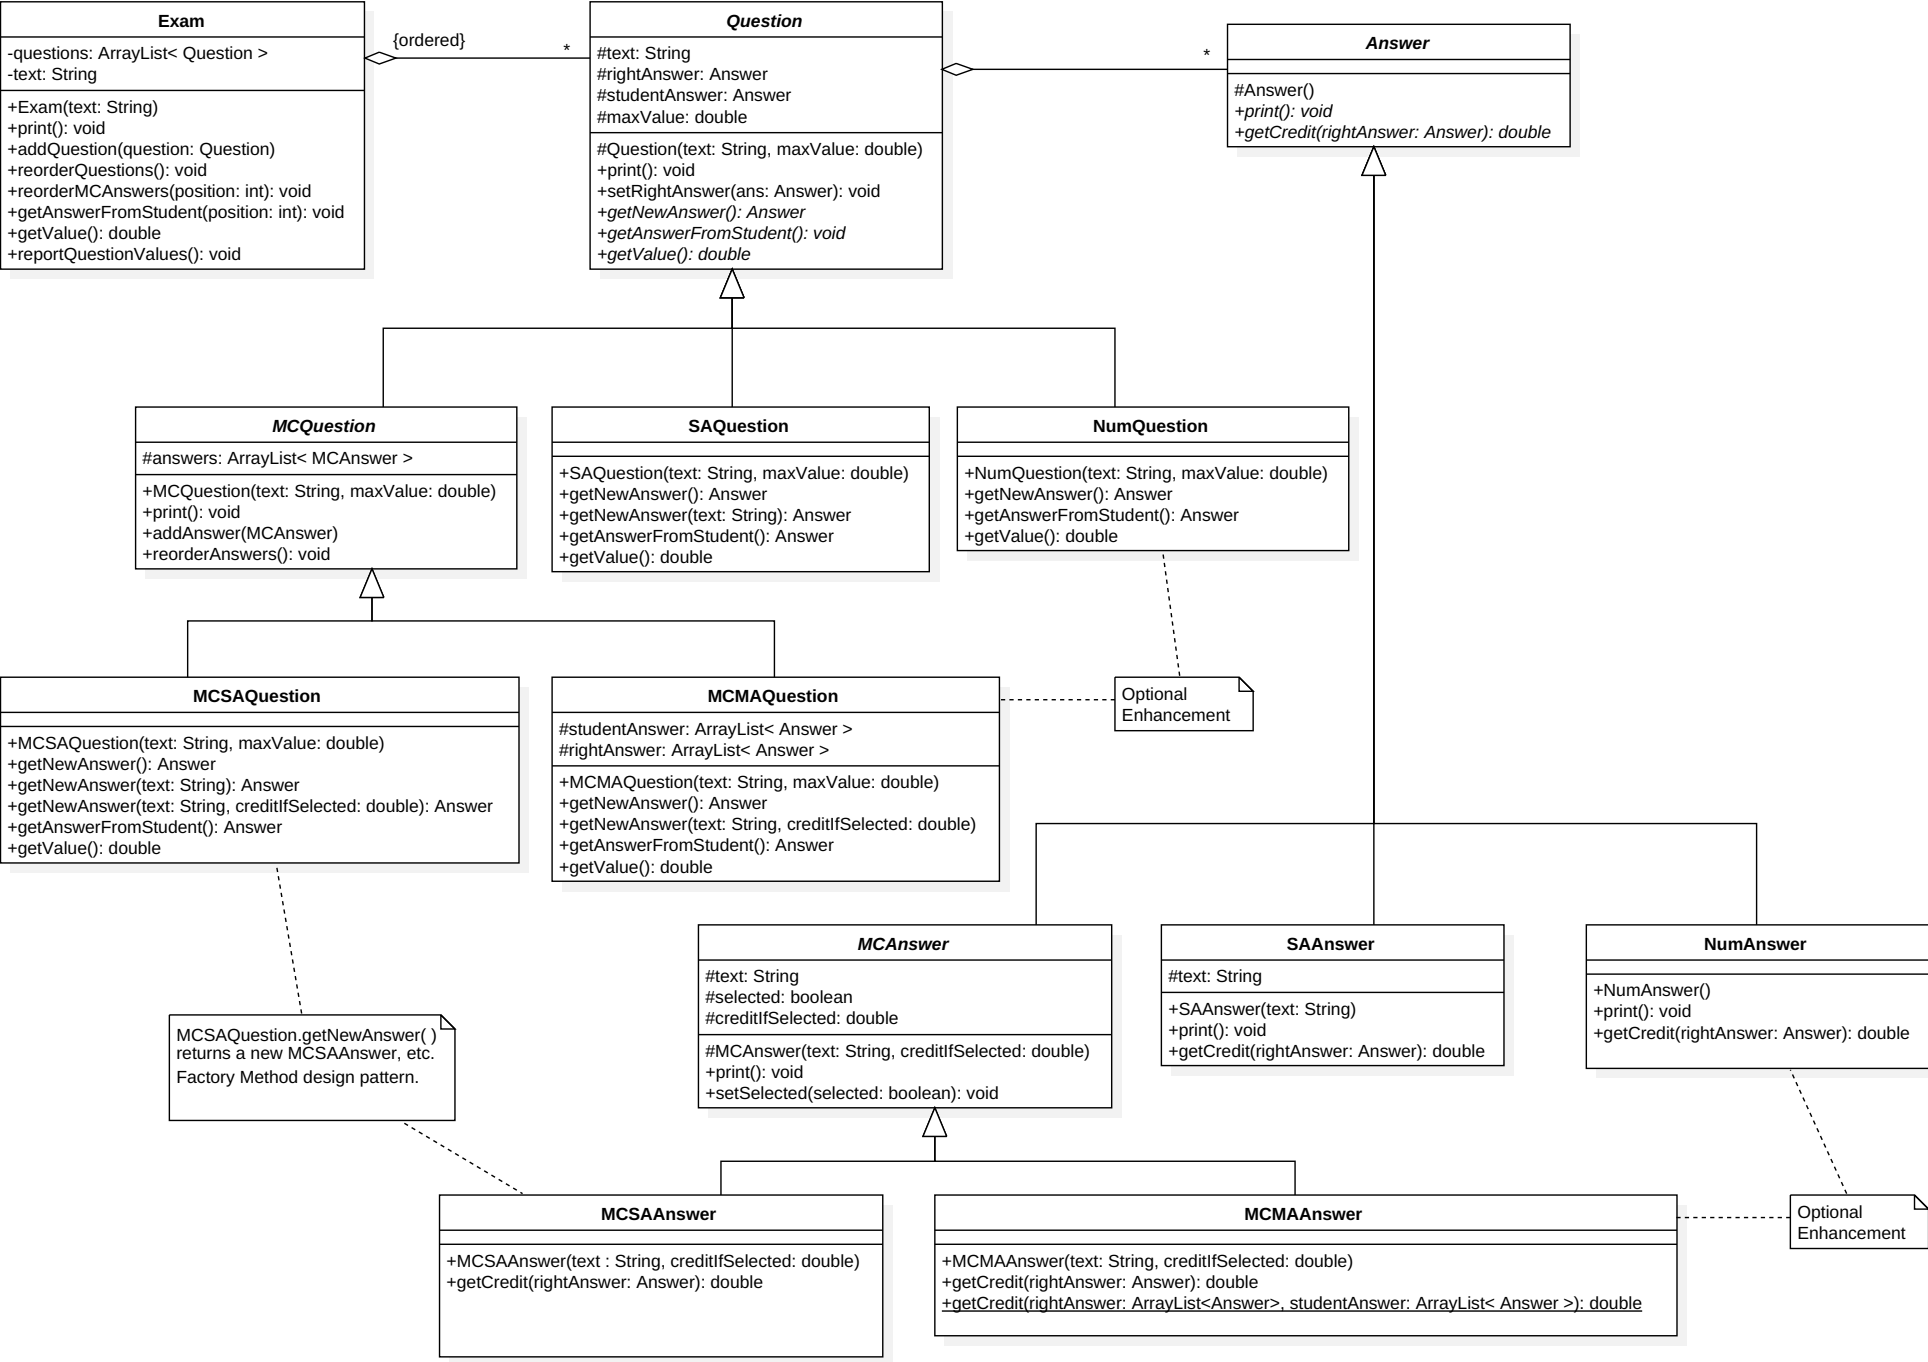 Exam
-questions: ArrayList< Question >
-text: String
+Exam(text: String)
+print(): void
+addQuestion(question: Question)
+reorderQuestions(): void
+reorderMCAnswers(position: int): void
+getAnswerFromStudent(position: int): void
+getValue(): double
+reportQuestionValues(): void
{ordered}
*
Question
#text: String
#rightAnswer: Answer
#studentAnswer: Answer
#maxValue: double
#Question(text: String, maxValue: double)
+print(): void
+setRightAnswer(ans: Answer): void
+getNewAnswer(): Answer
+getAnswerFromStudent(): void
+getValue(): double
*
Answer
#Answer()
+print(): void
+getCredit(rightAnswer: Answer): double
MCQuestion
#answers: ArrayList< MCAnswer >
+MCQuestion(text: String, maxValue: double)
+print(): void
+addAnswer(MCAnswer)
+reorderAnswers(): void
SAQuestion
+SAQuestion(text: String, maxValue: double)
+getNewAnswer(): Answer
+getNewAnswer(text: String): Answer
+getAnswerFromStudent(): Answer
+getValue(): double
NumQuestion
+NumQuestion(text: String, maxValue: double)
+getNewAnswer(): Answer
+getAnswerFromStudent(): Answer
+getValue(): double
MCSAQuestion
+MCSAQuestion(text: String, maxValue: double)
+getNewAnswer(): Answer
+getNewAnswer(text: String): Answer
+getNewAnswer(text: String, creditIfSelected: double): Answer
+getAnswerFromStudent(): Answer
+getValue(): double
MCMAQuestion
#studentAnswer: ArrayList< Answer >
#rightAnswer: ArrayList< Answer >
+MCMAQuestion(text: String, maxValue: double)
+getNewAnswer(): Answer
+getNewAnswer(text: String, creditIfSelected: double)
+getAnswerFromStudent(): Answer
+getValue(): double
Optional
Enhancement
MCAnswer
#text: String
#selected: boolean
#creditIfSelected: double
#MCAnswer(text: String, creditIfSelected: double)
+print(): void
+setSelected(selected: boolean): void
SAAnswer
#text: String
+SAAnswer(text: String)
+print(): void
+getCredit(rightAnswer: Answer): double
NumAnswer
+NumAnswer()
+print(): void
+getCredit(rightAnswer: Answer): double
MCSAQuestion.getNewAnswer( )
returns a new MCSAAnswer, etc.
Factory Method design pattern.
MCSAAnswer
+MCSAAnswer(text : String, creditIfSelected: double)
+getCredit(rightAnswer: Answer): double
MCMAAnswer
+MCMAAnswer(text: String, creditIfSelected: double)
+getCredit(rightAnswer: Answer): double
+getCredit(rightAnswer: ArrayList<Answer>, studentAnswer: ArrayList< Answer >): double
Optional
Enhancement